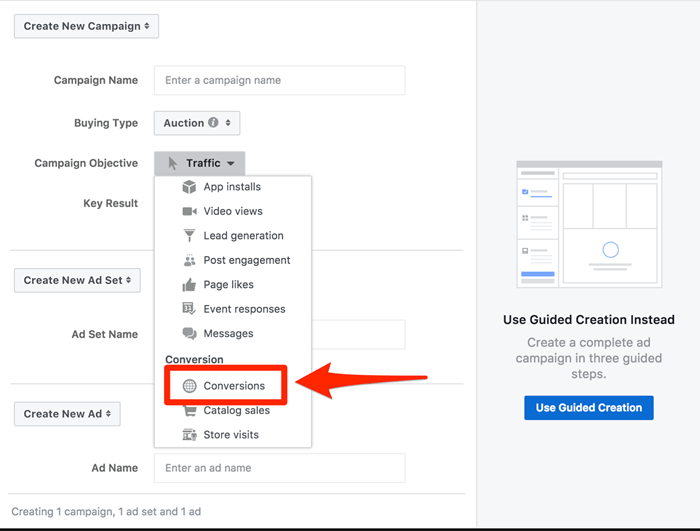 Create New Campaign
Campaign Name
Enter a campaign name
Buying Type
Auction
Campaign Objective
Traffic
Key Result
App installs
Video views
Lead generation
Post engagement
Page likes
Event responses
Messages
Conversion
Conversions
Catalog sales
Store visits
Create New Ad Set
Ad Set Name
Create New Ad
Ad Name
Enter an ad name
Creating 1 campaign, 1 ad set and 1 ad
Use Guided Creation Instead
Create a complete ad
campaign in three guided
steps.
Use Guided Creation